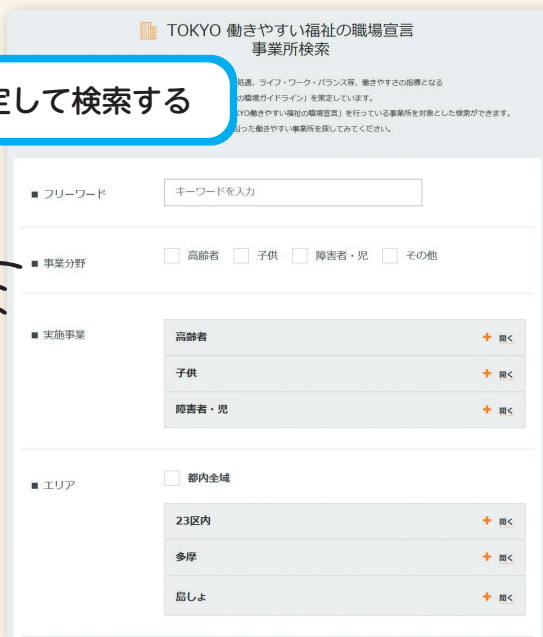 TOKYO 働きやすい福祉の職場宣言
事業所検索
処遇、ライフ・ワーク・バランス等、働きやすさの指標となる
の職場ガイドライン」を策定しています。
YO働きやすい福祉の職場宣言」を行っている事業所を対象とした検索ができます。
沿った働きやすい事業所を探してみてください。
定して検索する
■ フリーワード
キーワードを入力
■ 事業分野
高齢者 子供 障害者・児 その他
■ 実施事業
高齢者 + 開く
子供 + 開く
障害者・児 + 開く
■ エリア
都内全域
23区内 + 開く
多摩 + 開く
島しょ + 開く